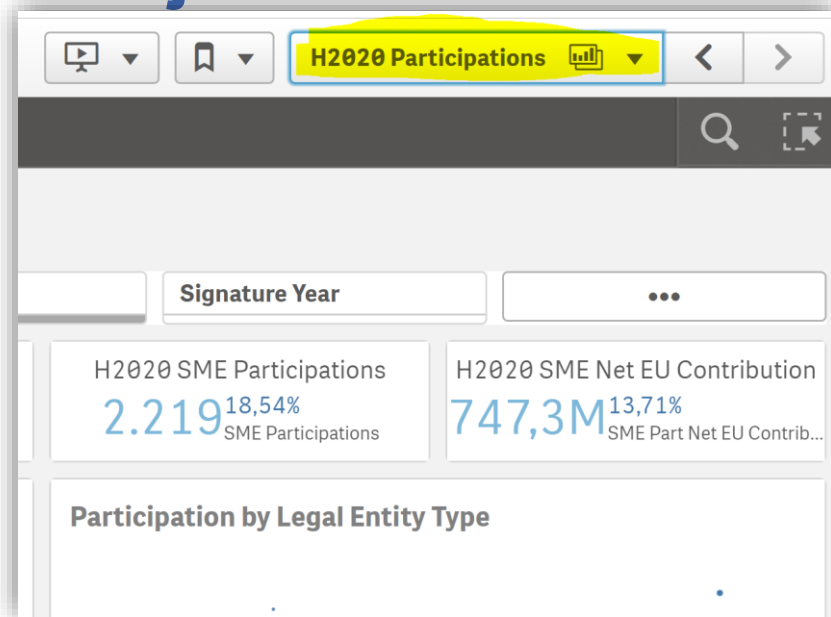 H2020 Participations
Signature Year
•••
H2020 SME Participations
2.219 18,54%
SME Participations
H2020 SME Net EU Contribution
747,3M 13,71%
SME Part Net EU Contrib...
Participation by Legal Entity Type